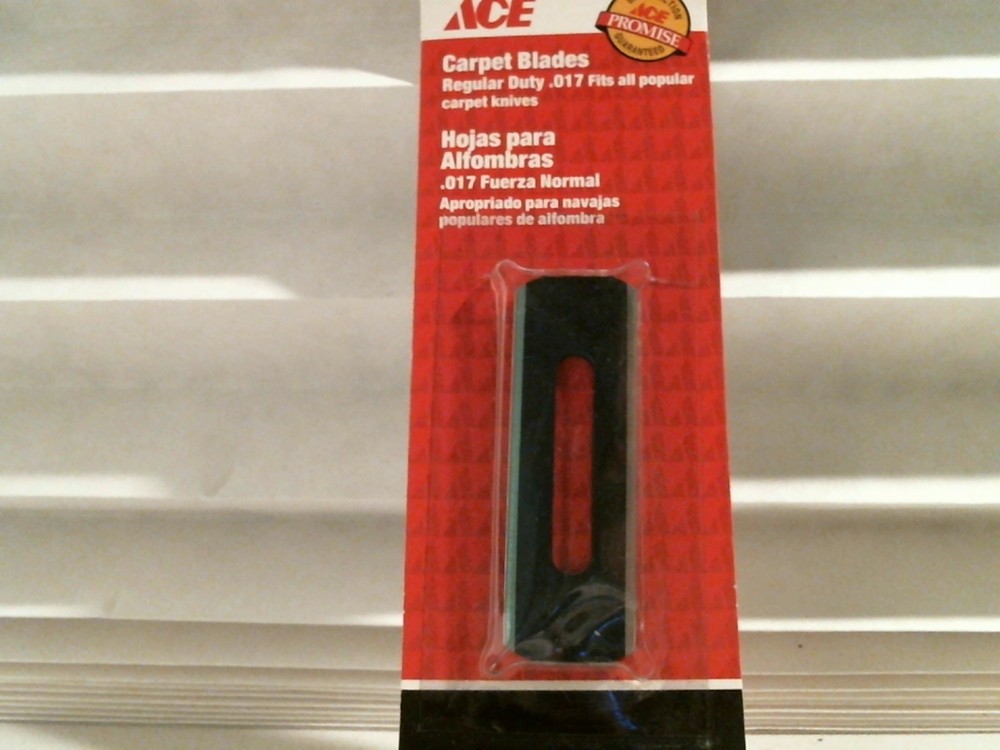 ACE
ACE
PROMISE
GUARANTEED
Carpet Blades
Regular Duty .017 Fits all popular
carpet knives
Hojas para
Alfombras
.017 Fuerza Normal
Apropriado para navajas
populares de alfombra